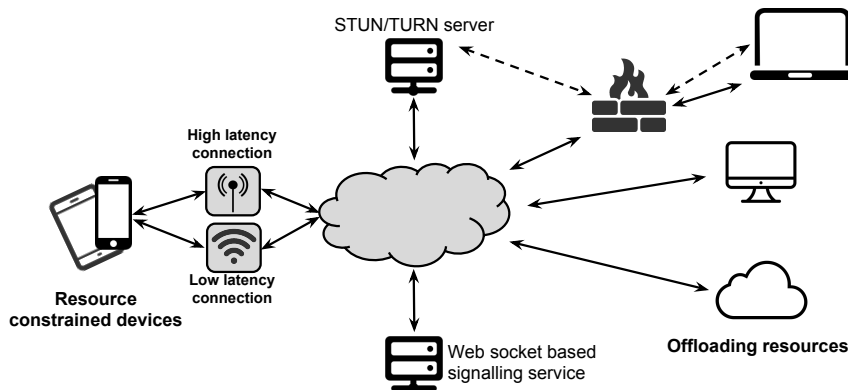 STUN/TURN server
High latency
connection
Low latency
connection
Resource
constrained devices
Web socket based
signalling service
Offloading resources